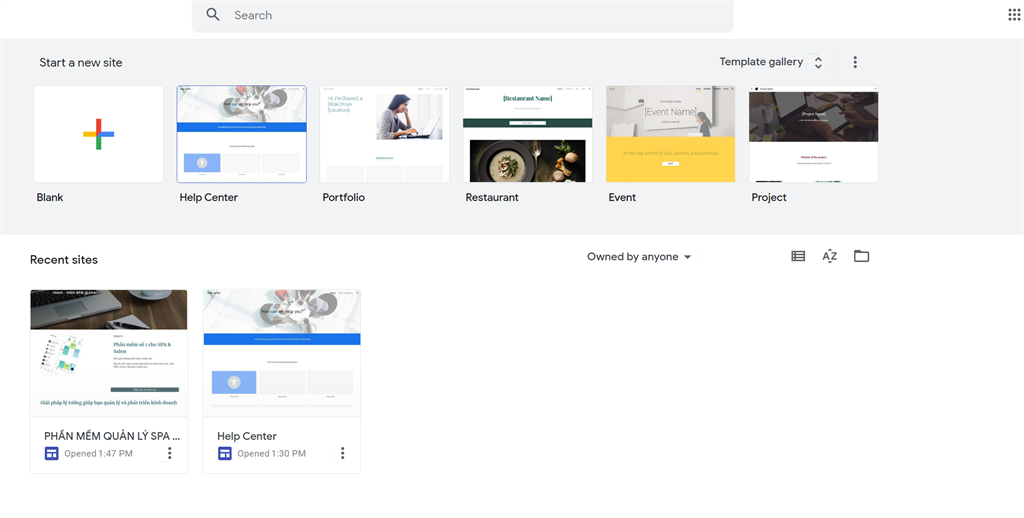 Search
Start a new site
Template gallery
How can we help you?
Hi, I'm [Name], a
[Role] from
[Location].
[Restaurant Name]
[Event Name]
[Project Name]
Blank
Help Center
Portfolio
Restaurant
Event
Project
Recent sites
Owned by anyone
AZ
Phần mềm số 1 cho SPA &
Salon
Giải pháp lý tưởng giúp bạn quản lý và phát triển kinh doanh
How can we help you?
PHẦN MỀM QUẢN LÝ SPA ...
Opened 1:47 PM
Help Center
Opened 1:30 PM